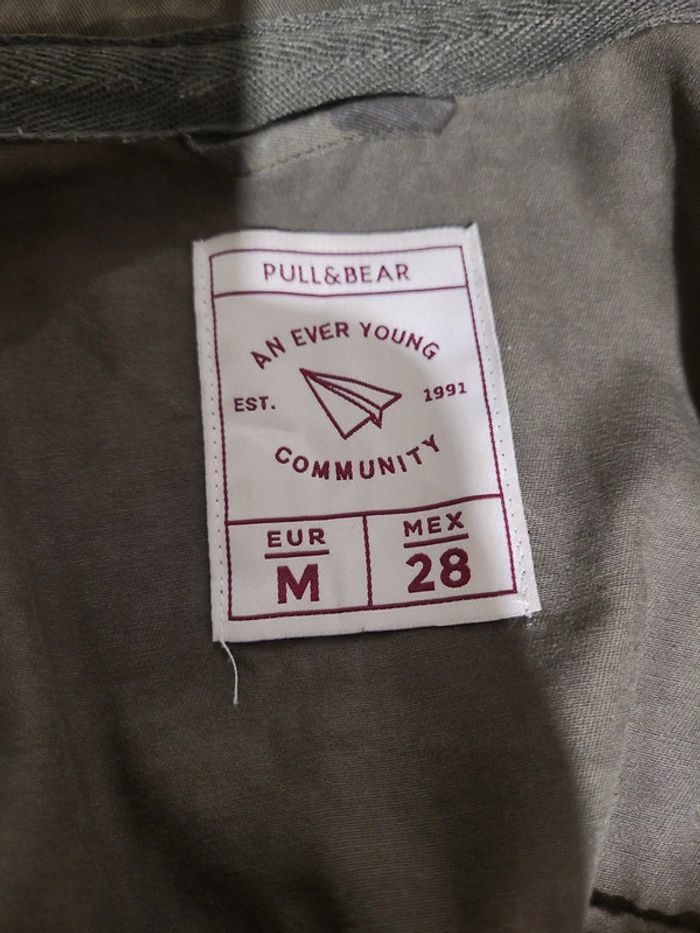 PULL&BEAR
AN EVER YOUNG
EST. 1991
COMMUNITY
EUR MEX
M 28